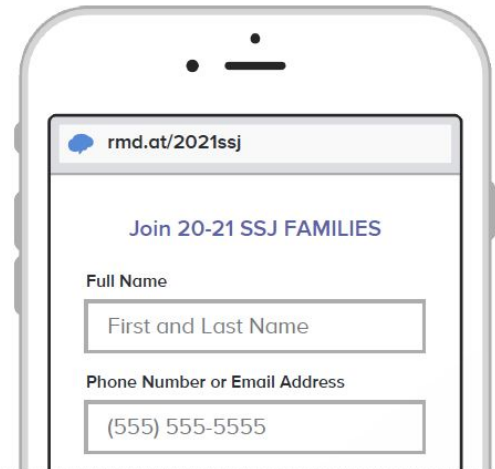 rmd.at/2021ssj
Join 20-21 SSJ FAMILIES
Full Name
First and Last Name
Phone Number or Email Address
(555) 555-5555